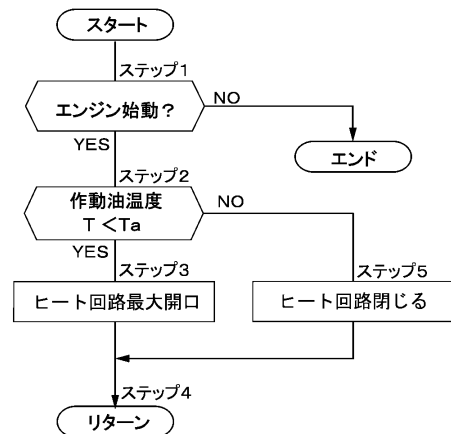 スタート
ステップ1
エンジン始動？
NO
YES
エンド
ステップ2
作動油温度
T＜Ta
NO
YES
ステップ3
ステップ5
ヒート回路最大開口
ヒート回路閉じる
ステップ4
リターン